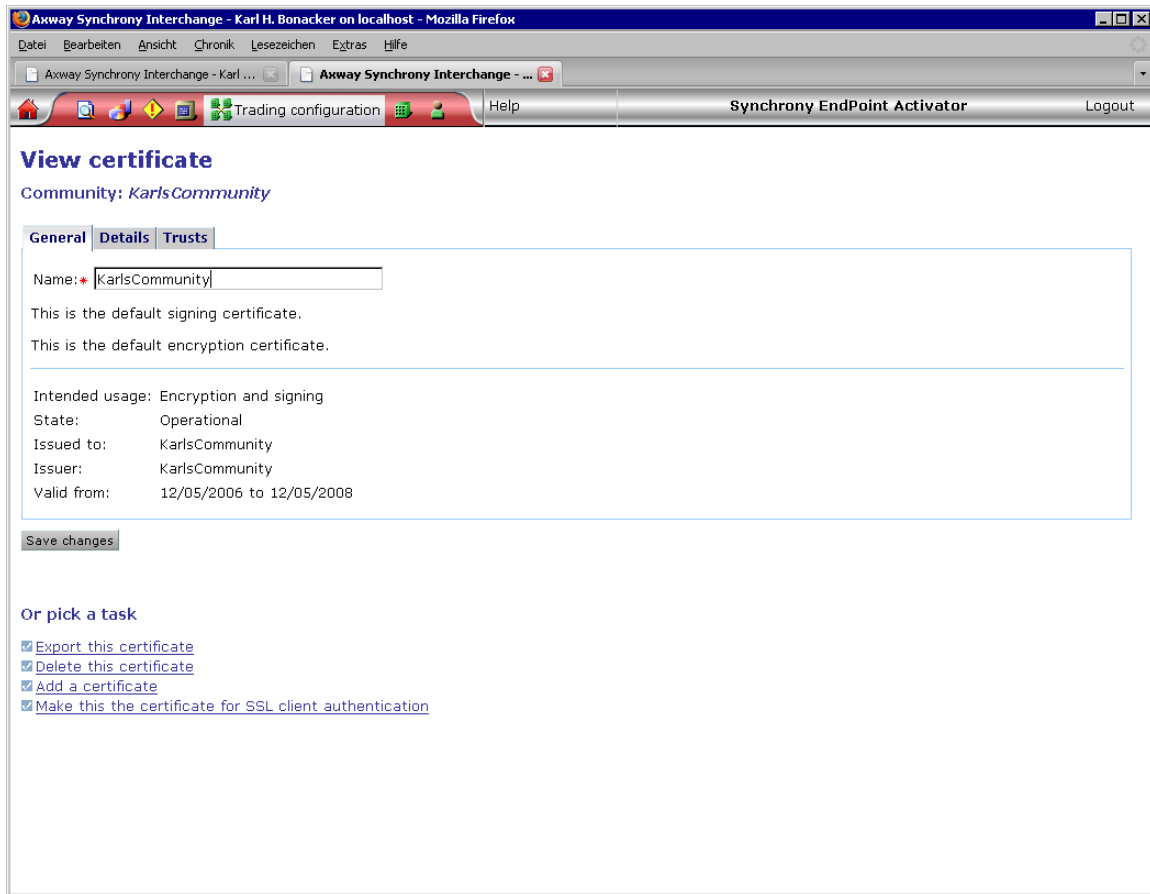 Axway Synchrony Interchange - Karl H. Bonacker on localhost - Mozilla Firefox
Datei Bearbeiten Ansicht Chronik Lesezeichen Extras Hilfe
Axway Synchrony Interchange - Karl ... Axway Synchrony Interchange - ...
Trading configuration Help Synchrony EndPoint Activator Logout
View certificate
Community: KarlsCommunity
General Details Trusts
Name:* KarlsCommunity
This is the default signing certificate.
This is the default encryption certificate.
Intended usage: Encryption and signing
State: Operational
Issued to: KarlsCommunity
Issuer: KarlsCommunity
Valid from: 12/05/2006 to 12/05/2008
Save changes
Or pick a task
Export this certificate
Delete this certificate
Add a certificate
Make this the certificate for SSL client authentication